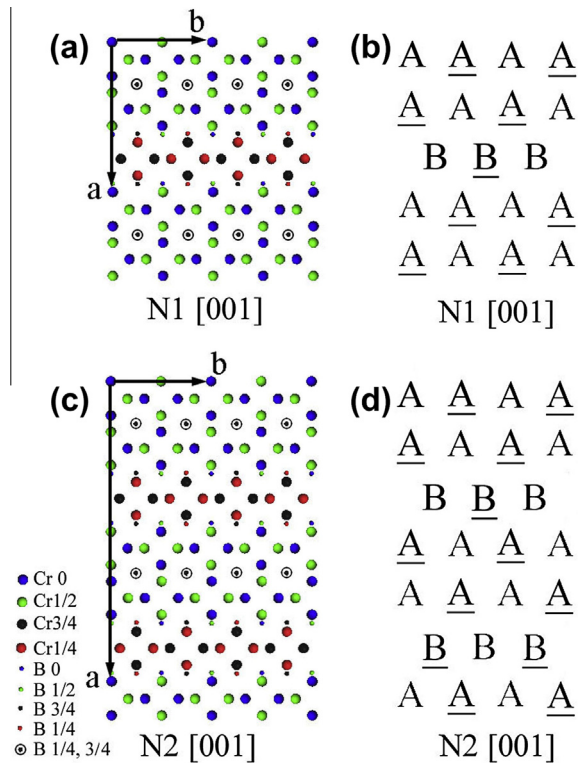 (a)
b
a
N1 [001]
(b)
A A A A
A A A A
B B B
A A A A
A A A A
N1 [001]
(c)
b
a
Cr 0
Cr1/2
Cr3/4
Cr1/4
B 0
B 1/2
B 3/4
B 1/4
B 1/4, 3/4
N2 [001]
(d)
A A A A
A A A A
B B B
A A A A
A A A A
B B B
A A A A
N2 [001]